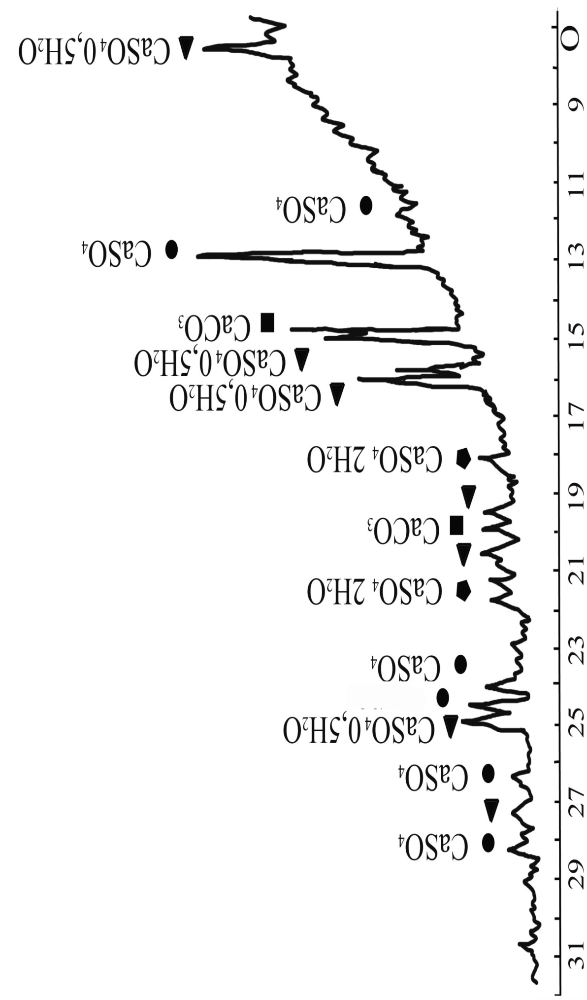 CaSO₄ 0,5H₂O
CaSO₄
CaSO₄
CaCO₃
CaSO₄ 0,5H₂O
CaSO₄ 0,5H₂O
CaSO₄ 2H₂O
CaCO₃
CaSO₄ 2H₂O
CaSO₄
CaSO₄ 0,5H₂O
CaSO₄
CaSO₄
O
9
11
13
15
17
19
21
23
25
27
29
31